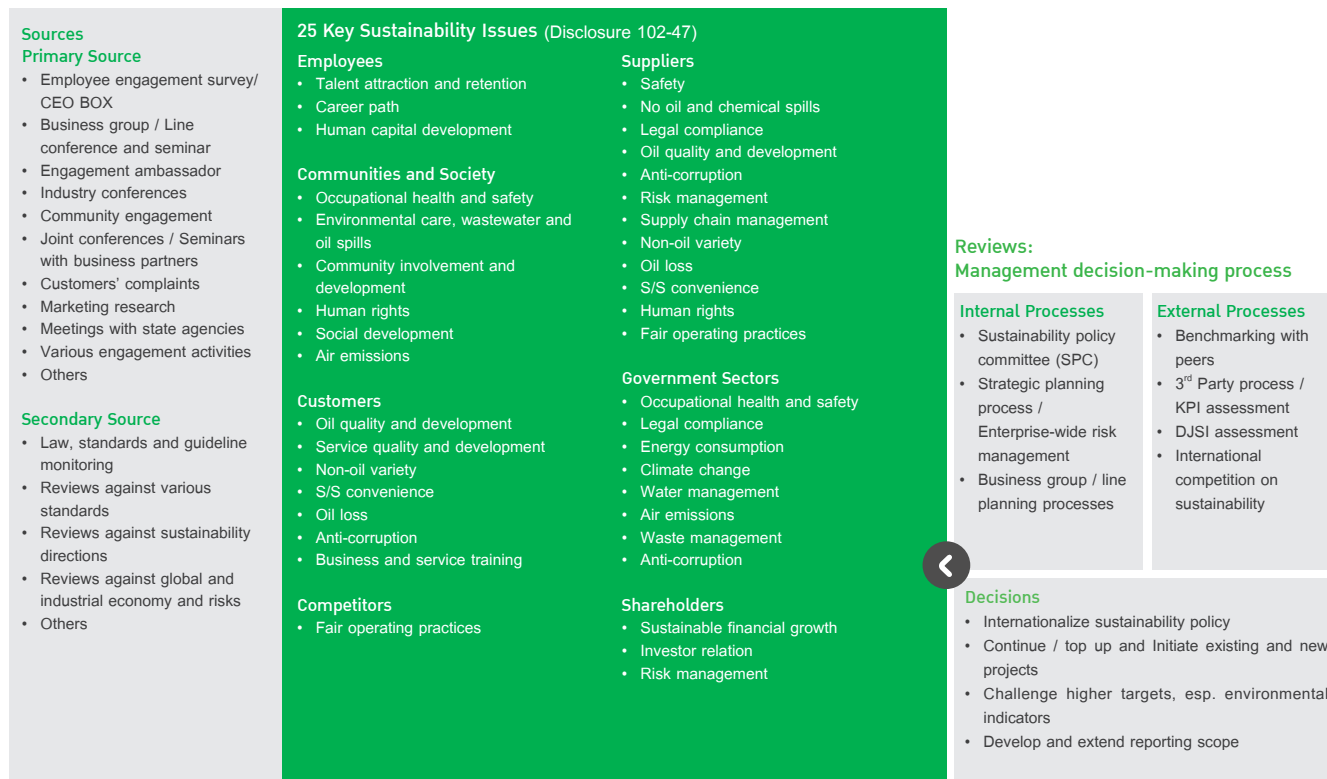 Sources
Primary Source
• Employee engagement survey/
CEO BOX
• Business group / Line
conference and seminar
• Engagement ambassador
• Industry conferences
• Community engagement
• Joint conferences / Seminars
with business partners
• Customers' complaints
• Marketing research
• Meetings with state agencies
• Various engagement activities
• Others
Secondary Source
• Law, standards and guideline
monitoring
• Reviews against various
standards
• Reviews against sustainability
directions
• Reviews against global and
industrial economy and risks
• Others
25 Key Sustainability Issues (Disclosure 102-47)
Employees
• Talent attraction and retention
• Career path
• Human capital development
Communities and Society
• Occupational health and safety
• Environmental care, wastewater and
oil spills
• Community involvement and
development
• Human rights
• Social development
• Air emissions
Customers
• Oil quality and development
• Service quality and development
• Non-oil variety
• S/S convenience
• Oil loss
• Anti-corruption
• Business and service training
Competitors
• Fair operating practices
Suppliers
• Safety
• No oil and chemical spills
• Legal compliance
• Oil quality and development
• Anti-corruption
• Risk management
• Supply chain management
• Non-oil variety
• Oil loss
• S/S convenience
• Human rights
• Fair operating practices
Government Sectors
• Occupational health and safety
• Legal compliance
• Energy consumption
• Climate change
• Water management
• Air emissions
• Waste management
• Anti-corruption
Shareholders
• Sustainable financial growth
• Investor relation
• Risk management
Reviews:
Management decision-making process
Internal Processes
• Sustainability policy
committee (SPC)
• Strategic planning
process /
Enterprise-wide risk
management
• Business group / line
planning processes
External Processes
• Benchmarking with
peers
• 3rd Party process /
KPI assessment
• DJSI assessment
• International
competition on
sustainability
Decisions
• Internationalize sustainability policy
• Continue / top up and Initiate existing and new
projects
• Challenge higher targets, esp. environmental
indicators
• Develop and extend reporting scope